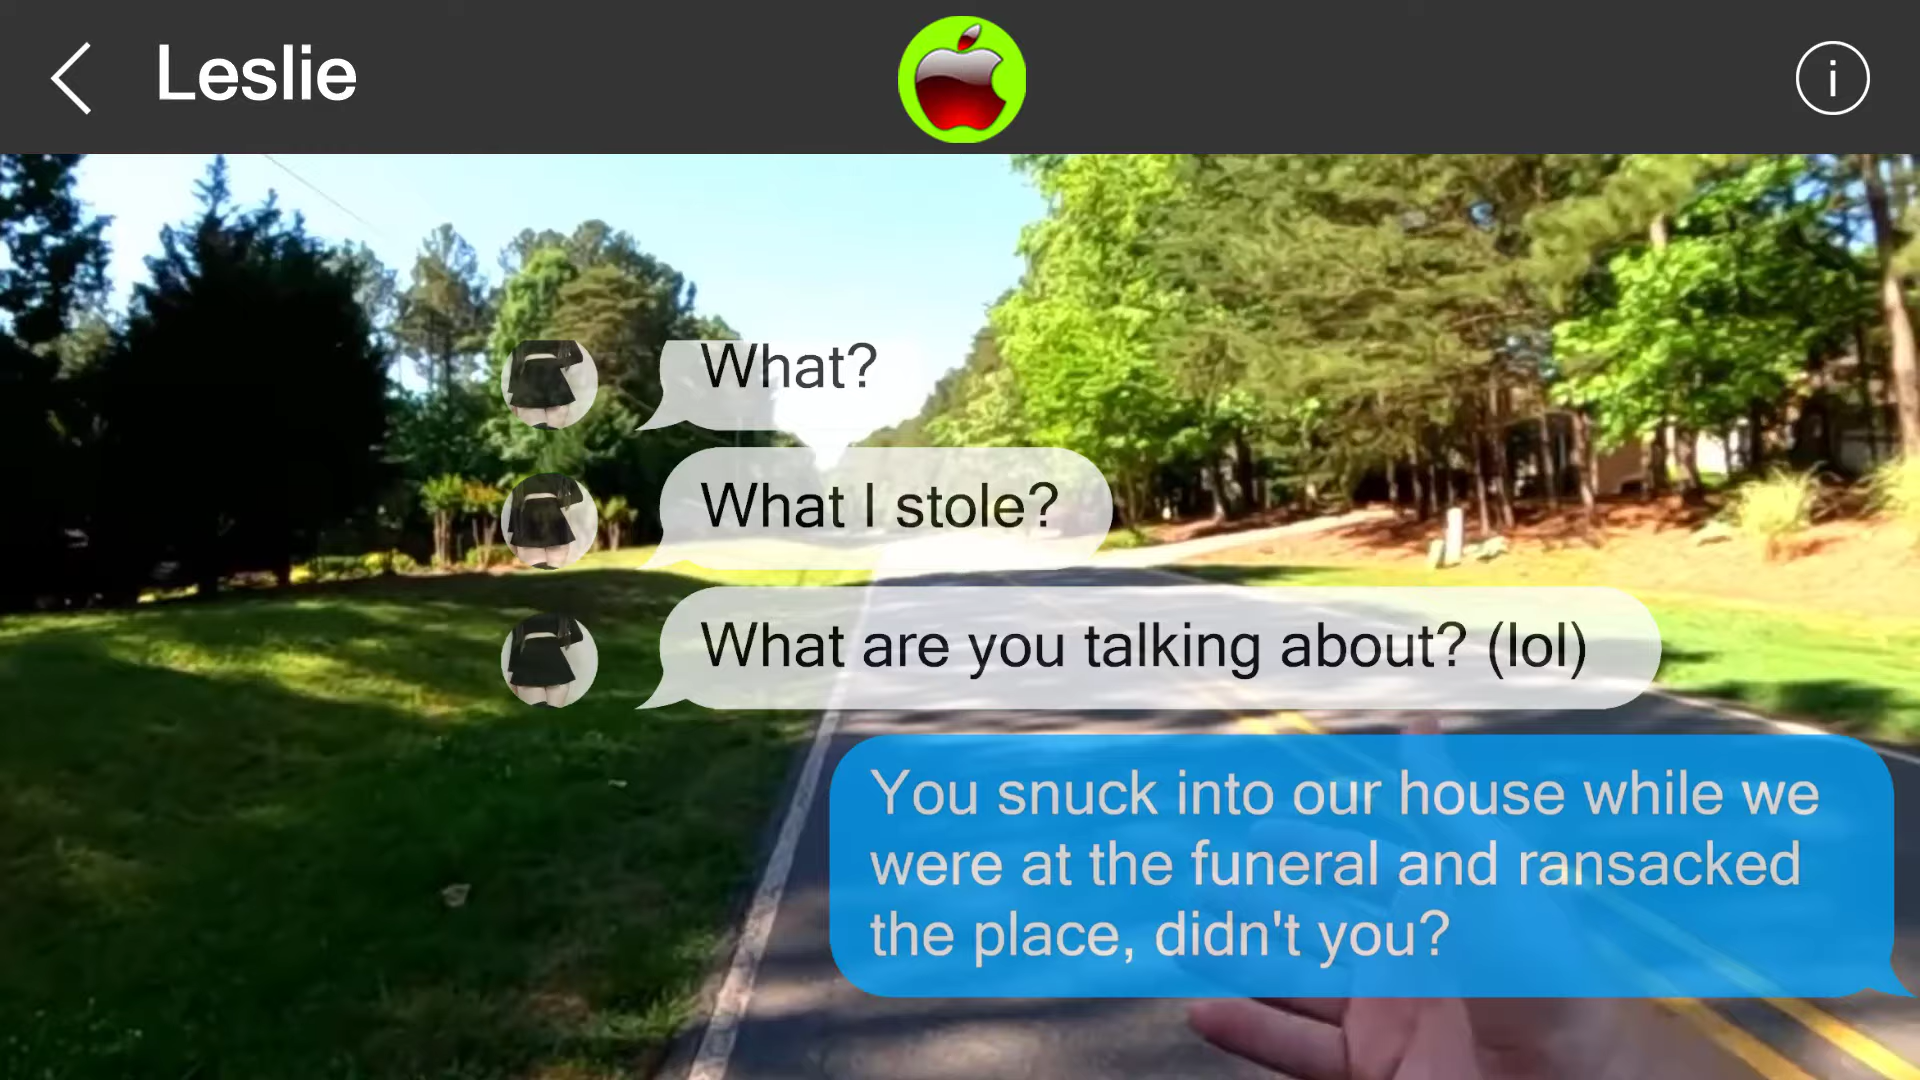 Leslie
What?
What I stole?
What are you talking about? (lol)
You snuck into our house while we
were at the funeral and ransacked
the place, didn't you?